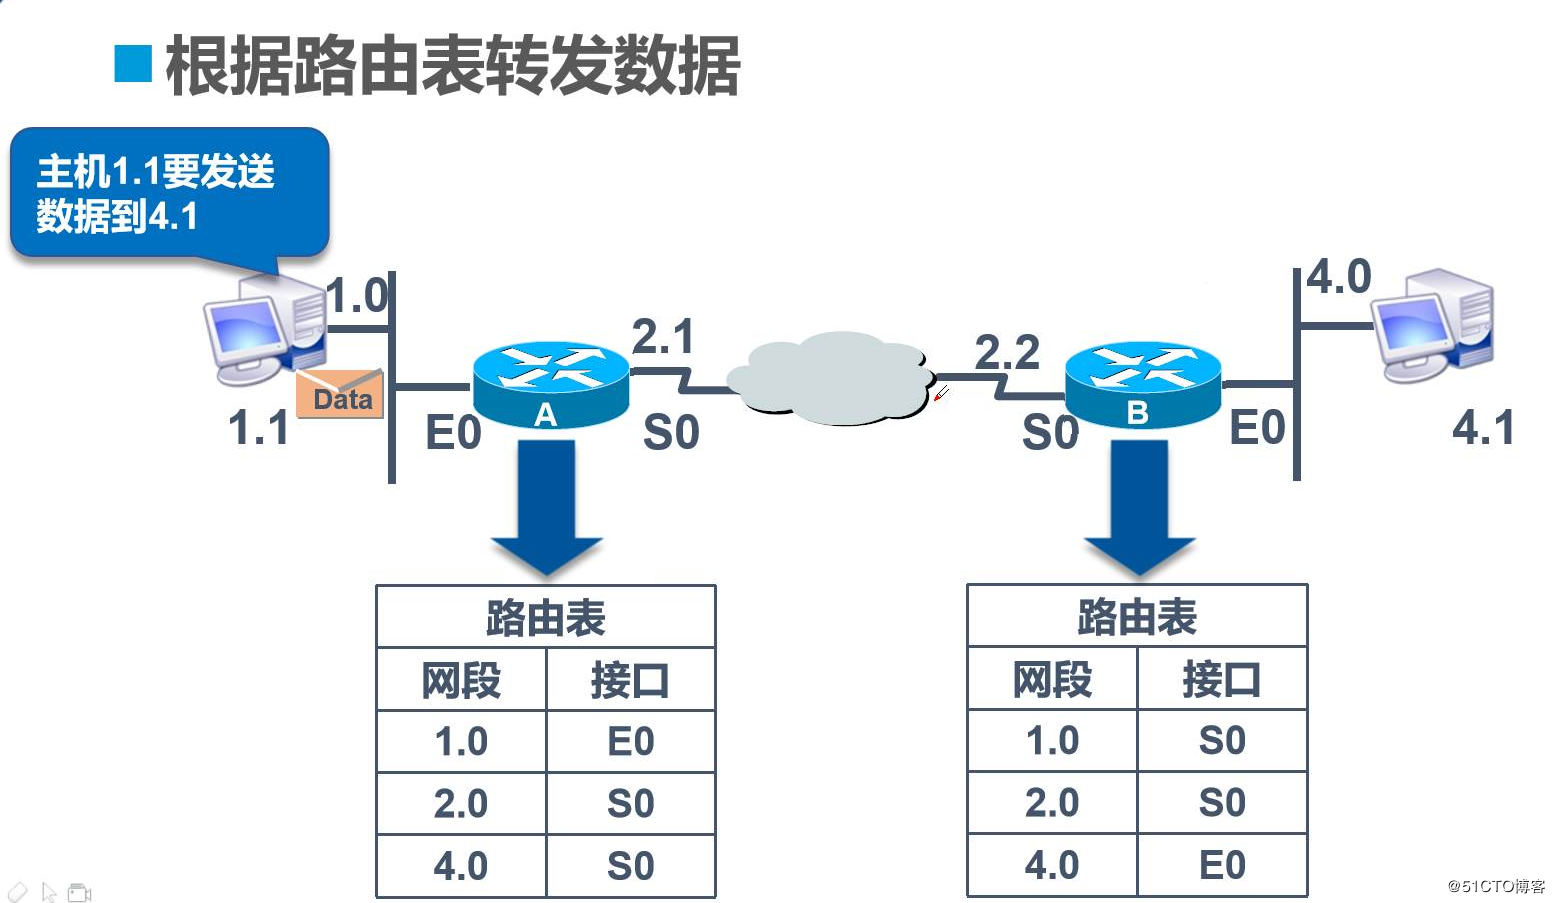 根据路由表转发数据
主机1.1要发送
数据到4.1
1.0
4.0
2.1
2.2
A
B
Data
1.1
E0
S0
S0
E0
4.1
路由表
网段 接口
1.0 E0
2.0 S0
4.0 S0
路由表
网段 接口
1.0 S0
2.0 S0
4.0 E0
@51CTO博客